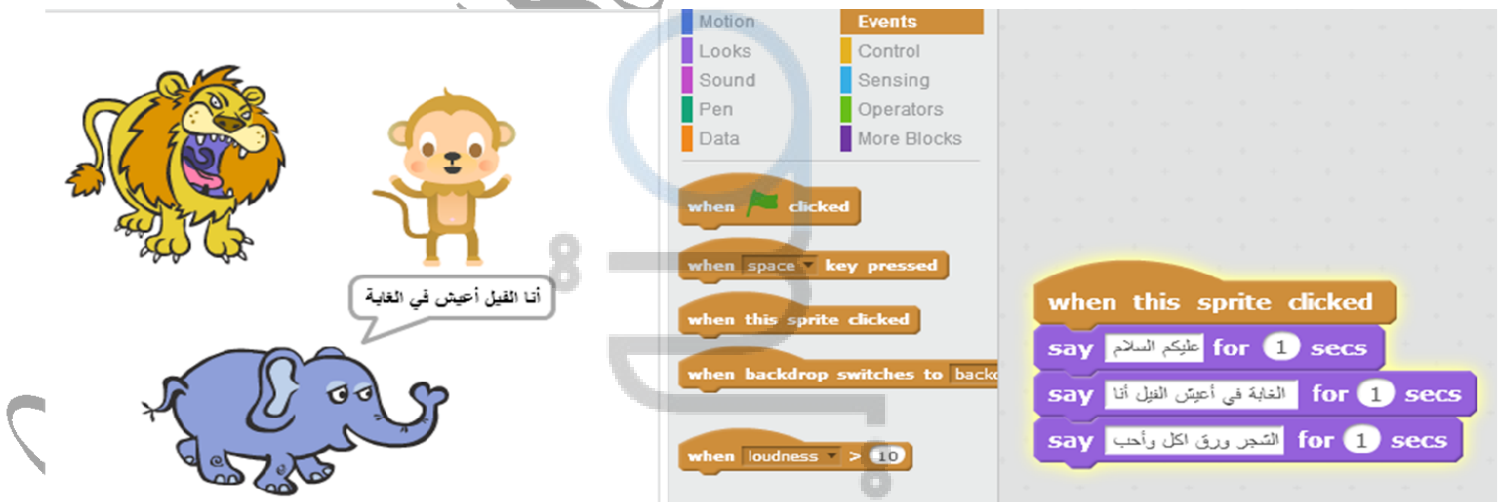 Motion
Looks
Sound
Pen
Data
Events
Control
Sensing
Operators
More Blocks
when clicked
when space key pressed
when this sprite clicked
when backdrop switches to backd
when loudness > 10
أنا الفيل أعيش في الغابة
when this sprite clicked
say عليكم السلام for 1 secs
say الغابة في أعيش الفيل أنا for 1 secs
say الشجر ورق اكل وأحب for 1 secs